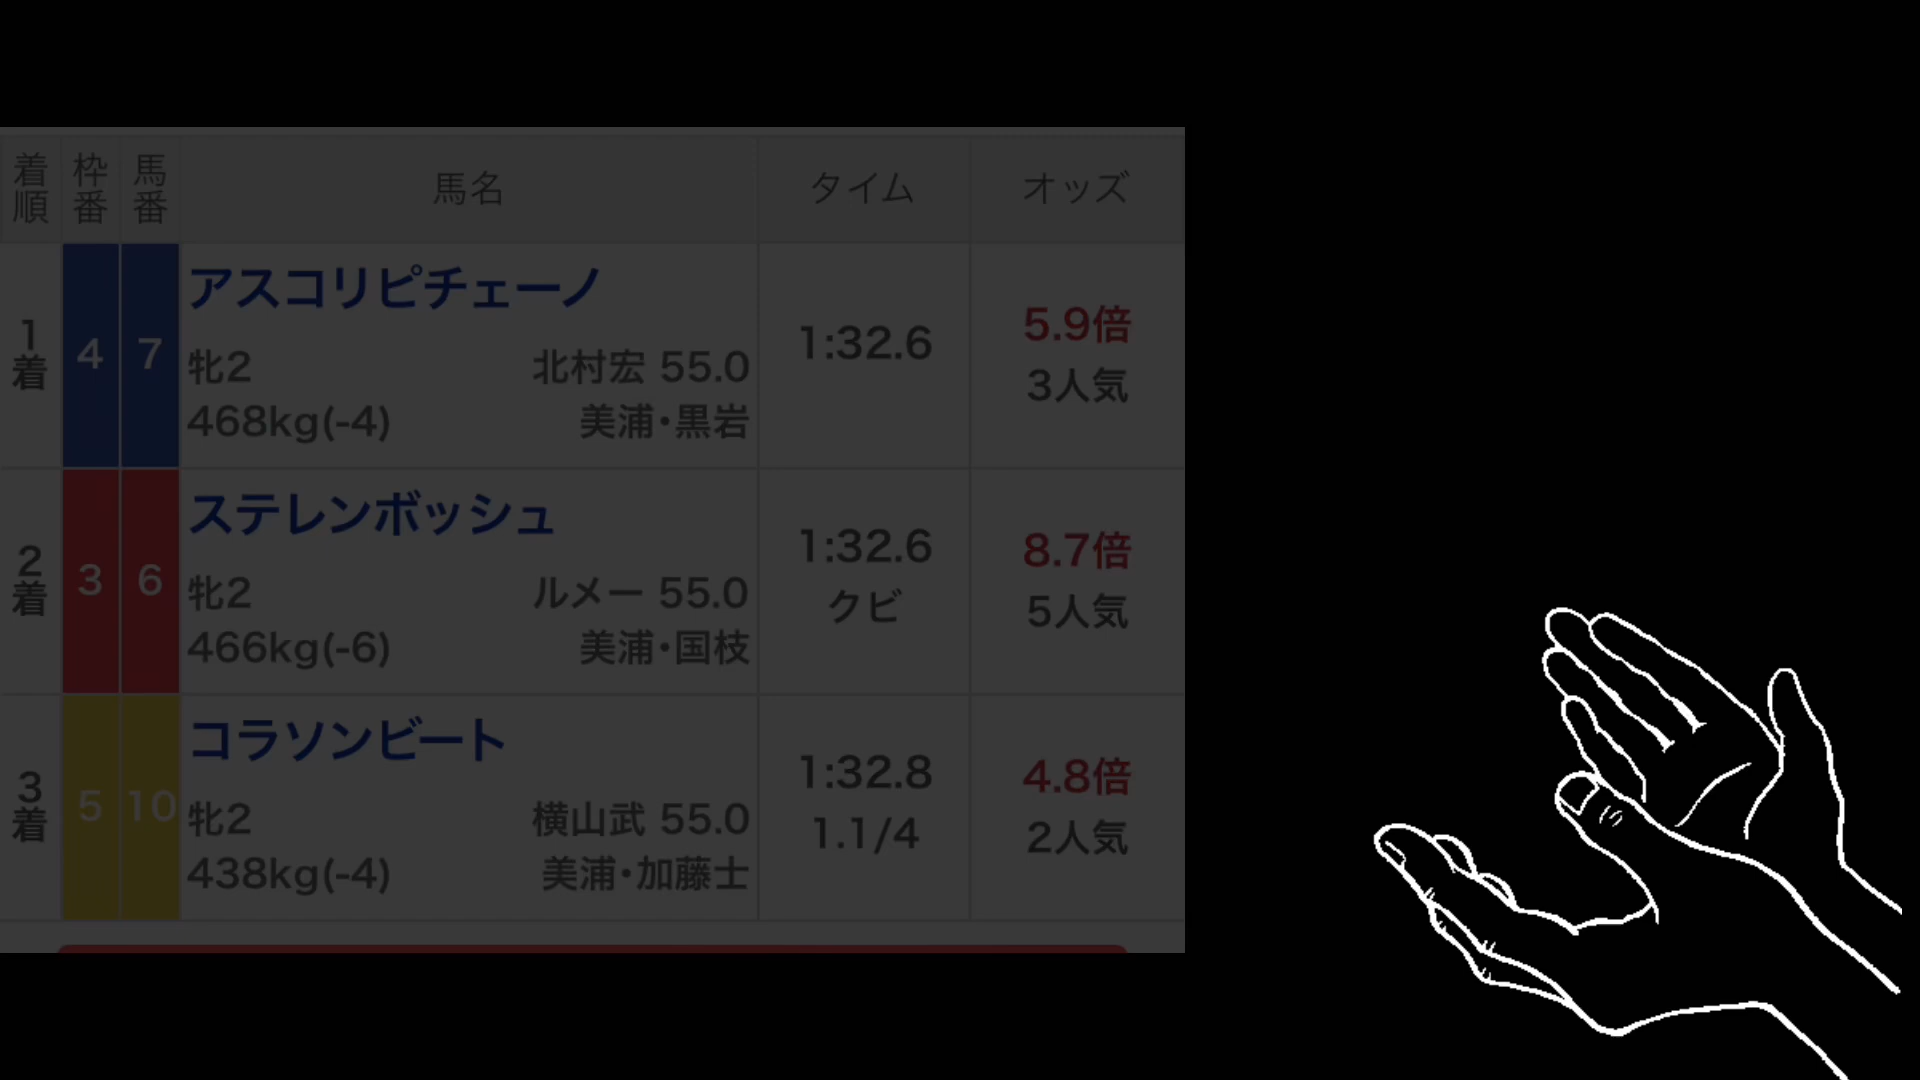 着順 枠番 馬番 馬名 タイム オッズ
1着 4 7 アスコリピチェーノ 1:32.6 5.9倍
牝2 北村宏 55.0 3人気
468kg(-4) 美浦・黒岩
2着 3 6 ステレンボッシュ 1:32.6 8.7倍
牝2 ルメー 55.0 クビ 5人気
466kg(-6) 美浦・国枝
3着 5 10 コラソンビート 1:32.8 4.8倍
牝2 横山武 55.0 1.1/4 2人気
438kg(-4) 美浦・加藤士